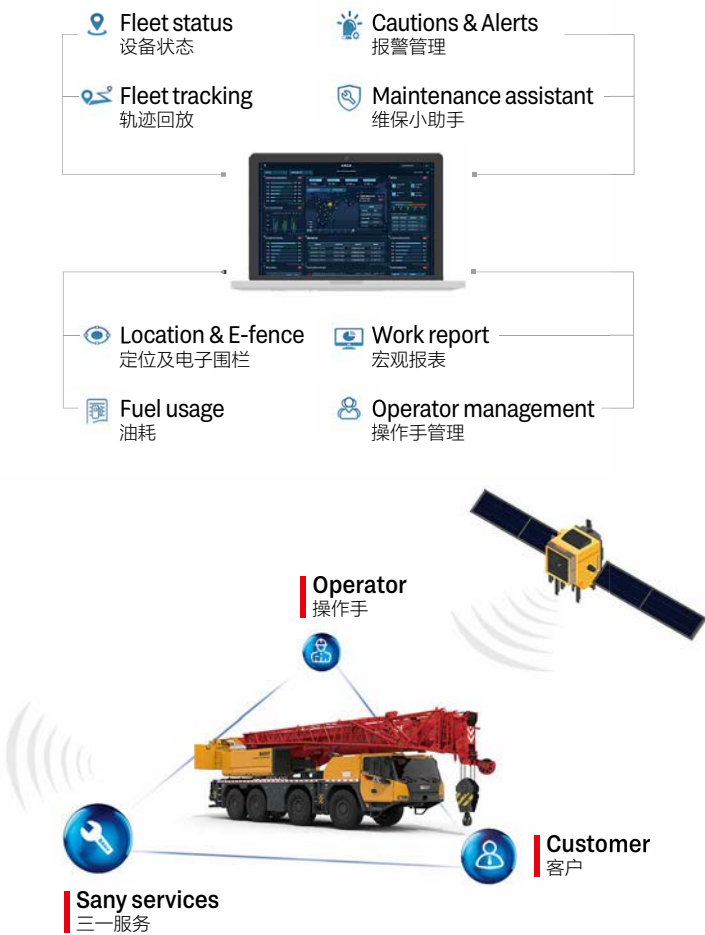 Fleet status
设备状态
Cautions & Alerts
报警管理
Fleet tracking
轨迹回放
Maintenance assistant
维保小助手
Location & E-fence
定位及电子围栏
Work report
宏观报表
Fuel usage
油耗
Operator management
操作手管理
Operator
操作手
SANY
Customer
客户
Sany services
三一服务